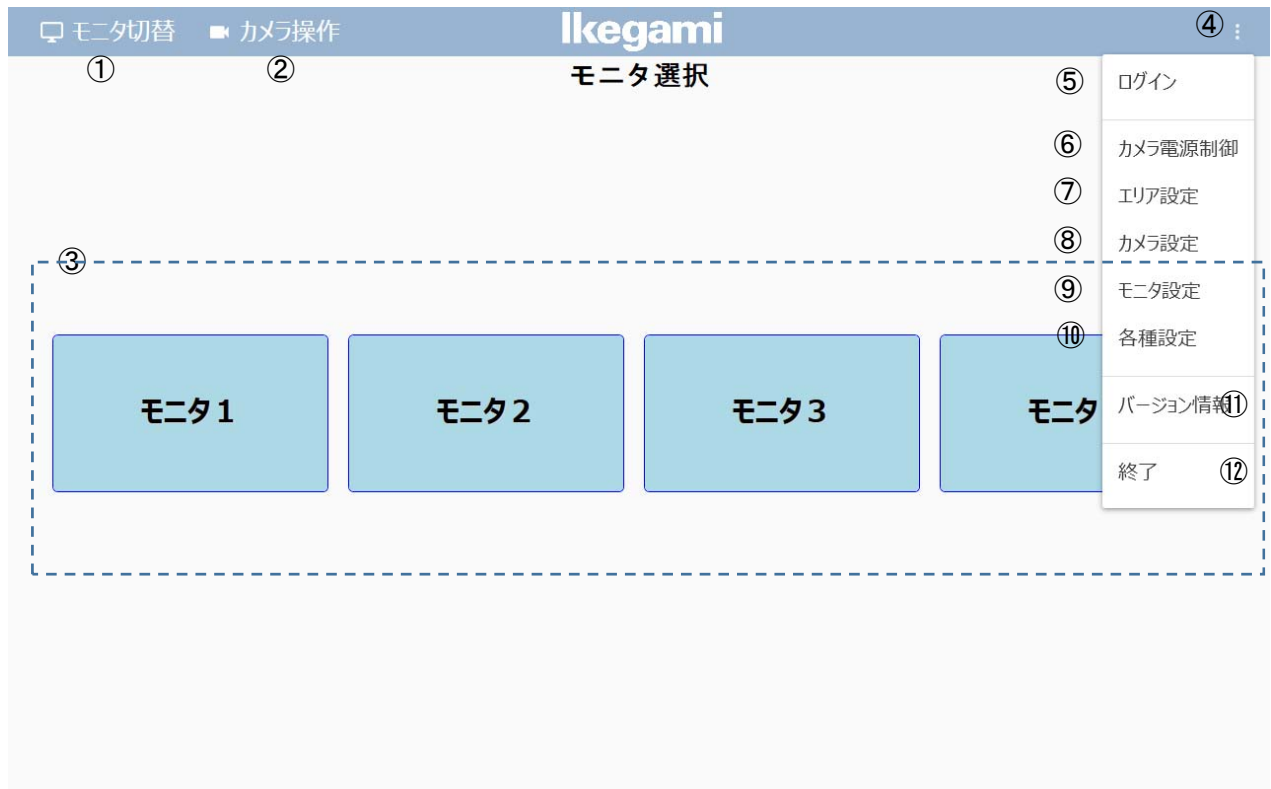 モニタ切替 カメラ操作 Ikegami ④
① ② モニタ選択
⑤ ログイン
⑥ カメラ電源制御
⑦ エリア設定
⑧ カメラ設定
③
⑨ モニタ設定
⑩ 各種設定
モニタ1 モニタ2 モニタ3 モニタ
バージョン情報 ⑪
終了 ⑫